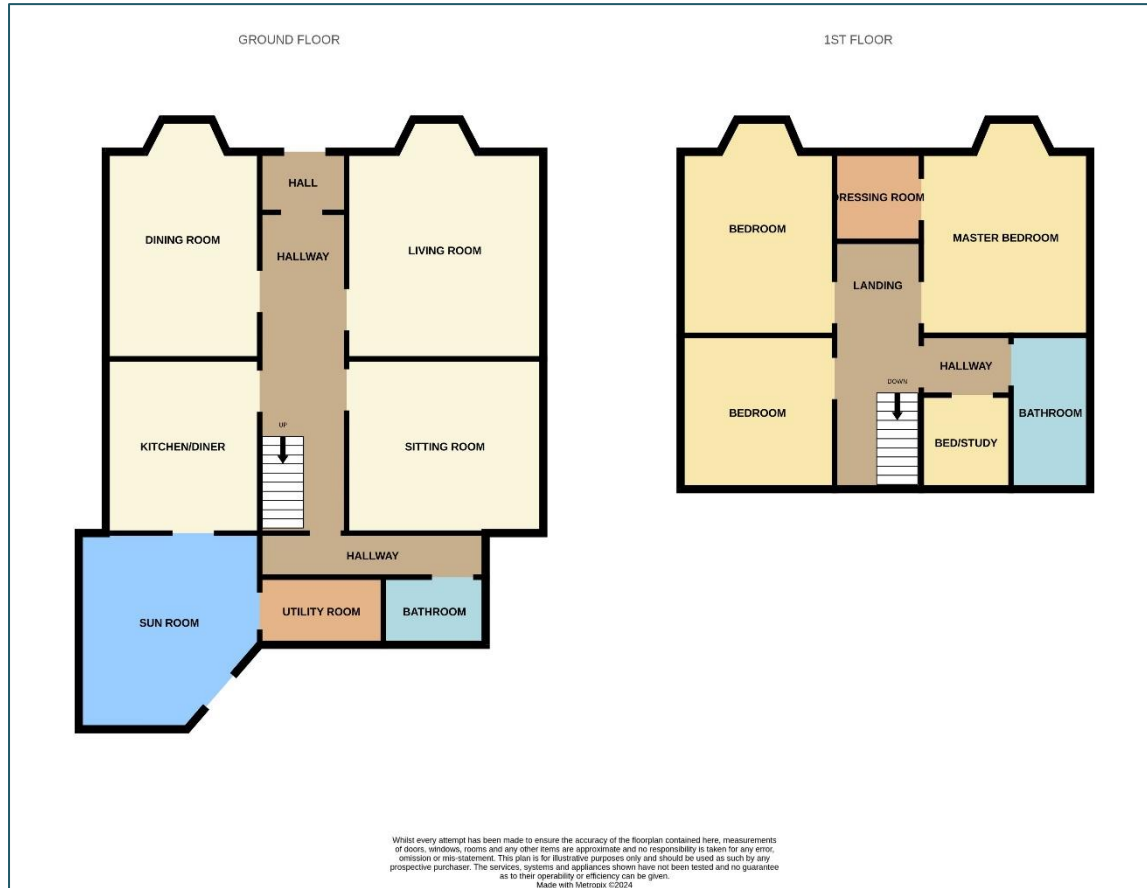 GROUND FLOOR
HALL
DINING ROOM
LIVING ROOM
HALLWAY
UP
KITCHEN/DINER
SITTING ROOM
HALLWAY
SUN ROOM
UTILITY ROOM
BATHROOM
1ST FLOOR
DRESSING ROOM
BEDROOM
MASTER BEDROOM
LANDING
HALLWAY
DOWN
BEDROOM
BATHROOM
BED/STUDY
Whilst every attempt has been made to ensure the accuracy of the floorplan contained here, measurements
of doors, windows, rooms and any other items are approximate and no responsibility is taken for any error,
omission or mis-statement. This plan is for illustrative purposes only and should be used as such by any
prospective purchaser. The services, systems and appliances shown have not been tested and no guarantee
as to their operability or efficiency can be given.
Made with Metropix ©2024